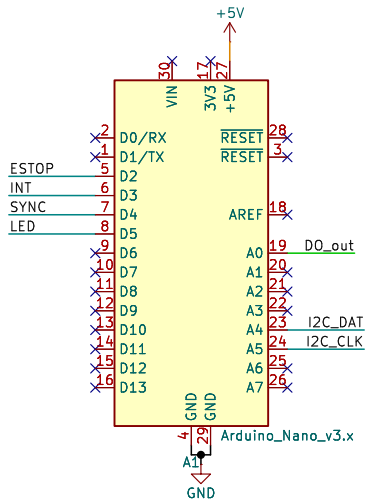 +5V
30 17 27
VIN 3V3 +5V
2 D0/RX RESET 28
1 D1/TX RESET 3
ESTOP 5 D2
INT 6 D3
SYNC 7 D4 AREF 18
LED 8 D5
9 D6 A0 19 DO_out
10 D7 A1 20
11 D8 A2 21
12 D9 A3 22
13 D10 A4 23 I2C_DAT
14 D11 A5 24 I2C_CLK
15 D12 A6 25
16 D13 A7 26
GND GND
4 29 Arduino_Nano_v3.x
A1
GND